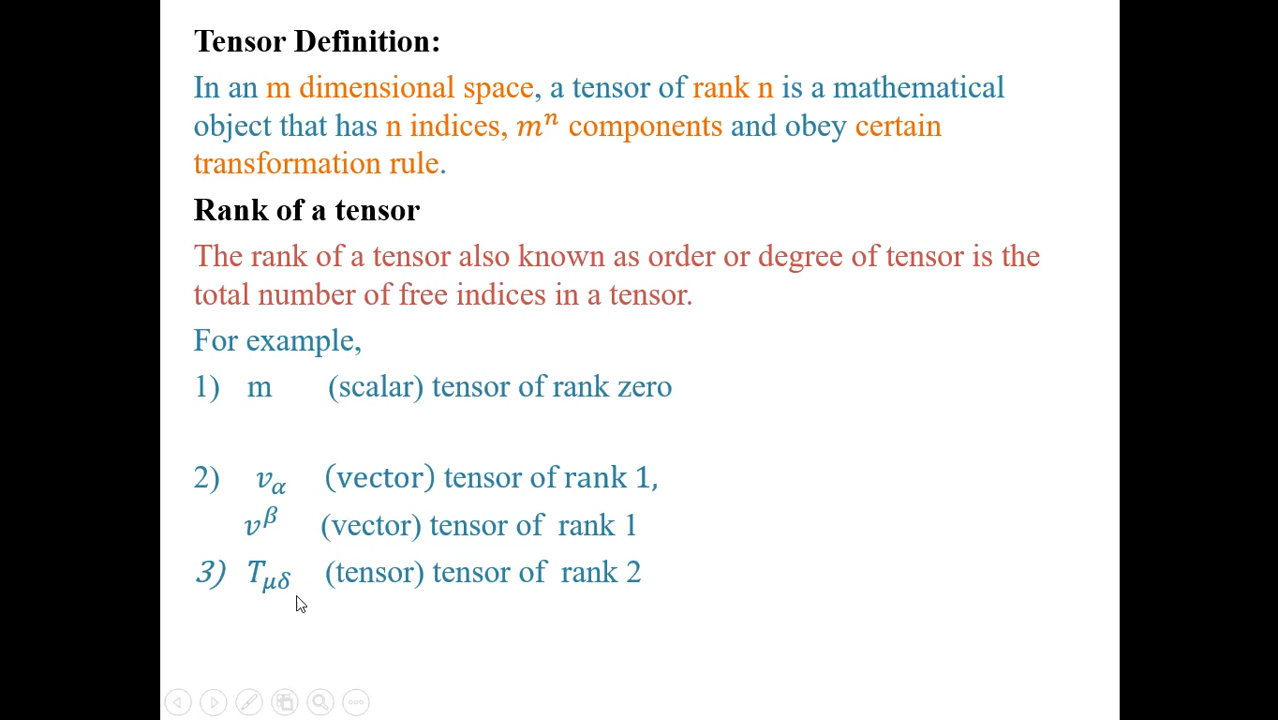 Tensor Definition:
In an m dimensional space, a tensor of rank n is a mathematical
object that has n indices, mⁿ components and obey certain
transformation rule.
Rank of a tensor
The rank of a tensor also known as order or degree of tensor is the
total number of free indices in a tensor.
For example,
1) m (scalar) tensor of rank zero
2) v_α (vector) tensor of rank 1,
v^β (vector) tensor of rank 1
3) T_μδ (tensor) tensor of rank 2